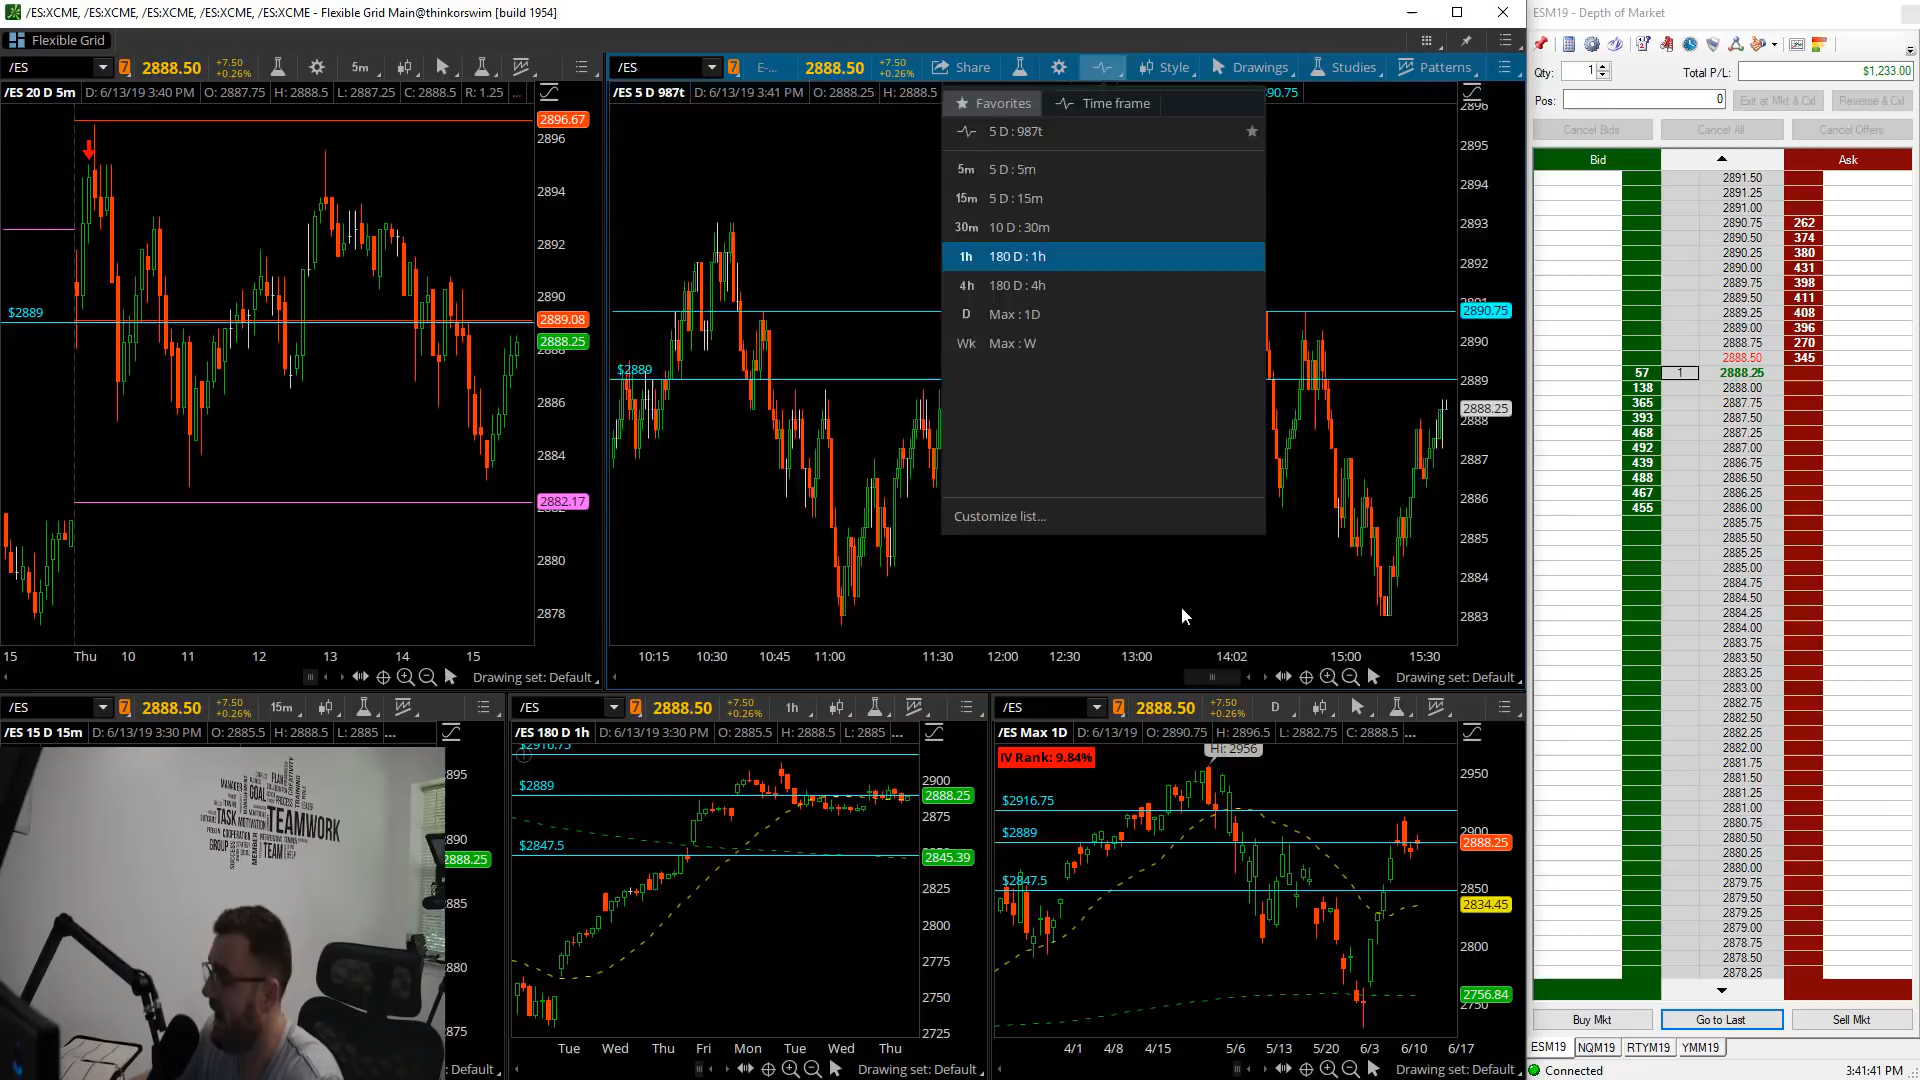 /ES:XCME, /ES:XCME, /ES:XCME, /ES:XCME, /ES:XCME - Flexible Grid Main@thinkorswim [build 1954]
Flexible Grid
/ES 7 2888.50 +7.50 +0.26% 5m
/ES 20 D 5m D: 6/13/19 3:40 PM O: 2887.75 H: 2888.5 L: 2887.25 C: 2888.5 R: 1.25 ...
2896.67
2896
2894
2892
2890
$2889
2889.08
2888.25
2886
2884
2882.17
2880
2878
15 Thu 10 11 12 13 14 15
Drawing set: Default
/ES 7 E-... 2888.50 +7.50 +0.26% Share Style Drawings Studies Patterns
/ES 5 D 987t D: 6/13/19 3:41 PM O: 2888.25 H: 2888.5
Favorites Time frame
5 D : 987t
5m 5 D : 5m
15m 5 D : 15m
30m 10 D : 30m
1h 180 D : 1h
4h 180 D : 4h
D Max : 1D
Wk Max : W
Customize list...
2896
2895
2894
2893
2892
2890.75
2890
$2889
2889
2888.25
2887
2886
2885
2884
2883
10:15 10:30 10:45 11:00 11:30 12:00 12:30 13:00 14:02 15:00 15:30
Drawing set: Default
/ES 7 2888.50 +7.50 +0.26% 15m
/ES 15 D 15m D: 6/13/19 3:30 PM O: 2885.5 H: 2888.5 L: 2885 ...
TASK MOTIVATION TEAMWORK
GOAL
GROUP
TEAM
2888.25
Default
/ES 7 2888.50 +7.50 +0.26% 1h
/ES 180 D 1h D: 6/13/19 3:30 PM O: 2885.5 H: 2888.5 L: 2885 ...
$2916.75
$2889
$2847.5
2900
2888.25
2875
2845.39
2825
2800
2775
2750
2725
Tue Wed Thu Fri Mon Tue Wed Thu
Drawing set: Default
/ES 7 2888.50 +7.50 +0.26% D
/ES Max 1D D: 6/13/19 O: 2890.75 H: 2896.5 L: 2882.75 C: 2888.5 ...
IV Rank: 9.84%
Hi: 2956
$2916.75
$2889
$2847.5
2950
2900
2888.25
2850
2834.45
2800
2756.84
2750
4/1 4/8 4/15 5/6 5/13 5/20 6/3 6/10 6/17
Drawing set: Default
ESM19 - Depth of Market
Qty: 1 Total P/L: $1,233.00
Pos: 0 Exit at Mkt & Cxl Reverse & Cxl
Cancel Bids Cancel All Cancel Offers
Bid Ask
2891.50
2891.25
2891.00
2890.75 262
2890.50 374
2890.25 380
2890.00 431
2889.75 398
2889.50 411
2889.25 408
2889.00 396
2888.75 270
2888.50 345
57 1 2888.25
138 2888.00
365 2887.75
393 2887.50
468 2887.25
492 2887.00
439 2886.75
488 2886.50
467 2886.25
455 2886.00
2885.75
2885.50
2885.25
2885.00
2884.75
2884.50
2884.25
2884.00
2883.75
2883.50
2883.25
2883.00
2882.75
2882.50
2882.25
2882.00
2881.75
2881.50
2881.25
2881.00
2880.75
2880.50
2880.25
2880.00
2879.75
2879.50
2879.25
2879.00
2878.75
2878.50
2878.25
Buy Mkt Go to Last Sell Mkt
ESM19 NQM19 RTYM19 YMM19
Connected 3:41:41 PM